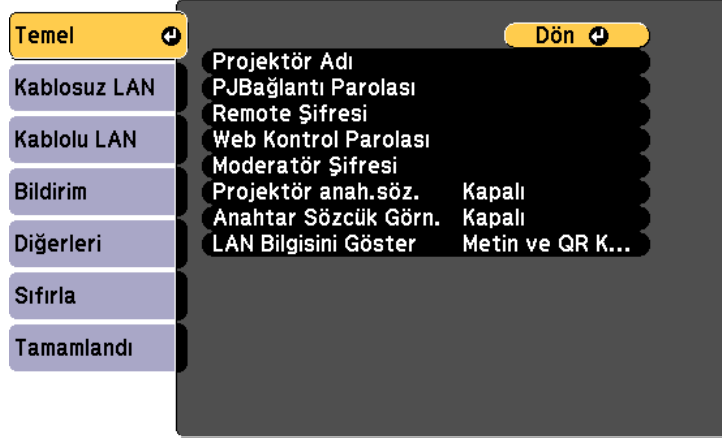 Temel
Kablosuz LAN
Kablolu LAN
Bildirim
Diğerleri
Sıfırla
Tamamlandı
Dön
Projektör Adı
PJBağlantı Parolası
Remote Şifresi
Web Kontrol Parolası
Moderatör Şifresi
Projektör anah.söz. Kapalı
Anahtar Sözcük Görn. Kapalı
LAN Bilgisini Göster Metin ve QR K...